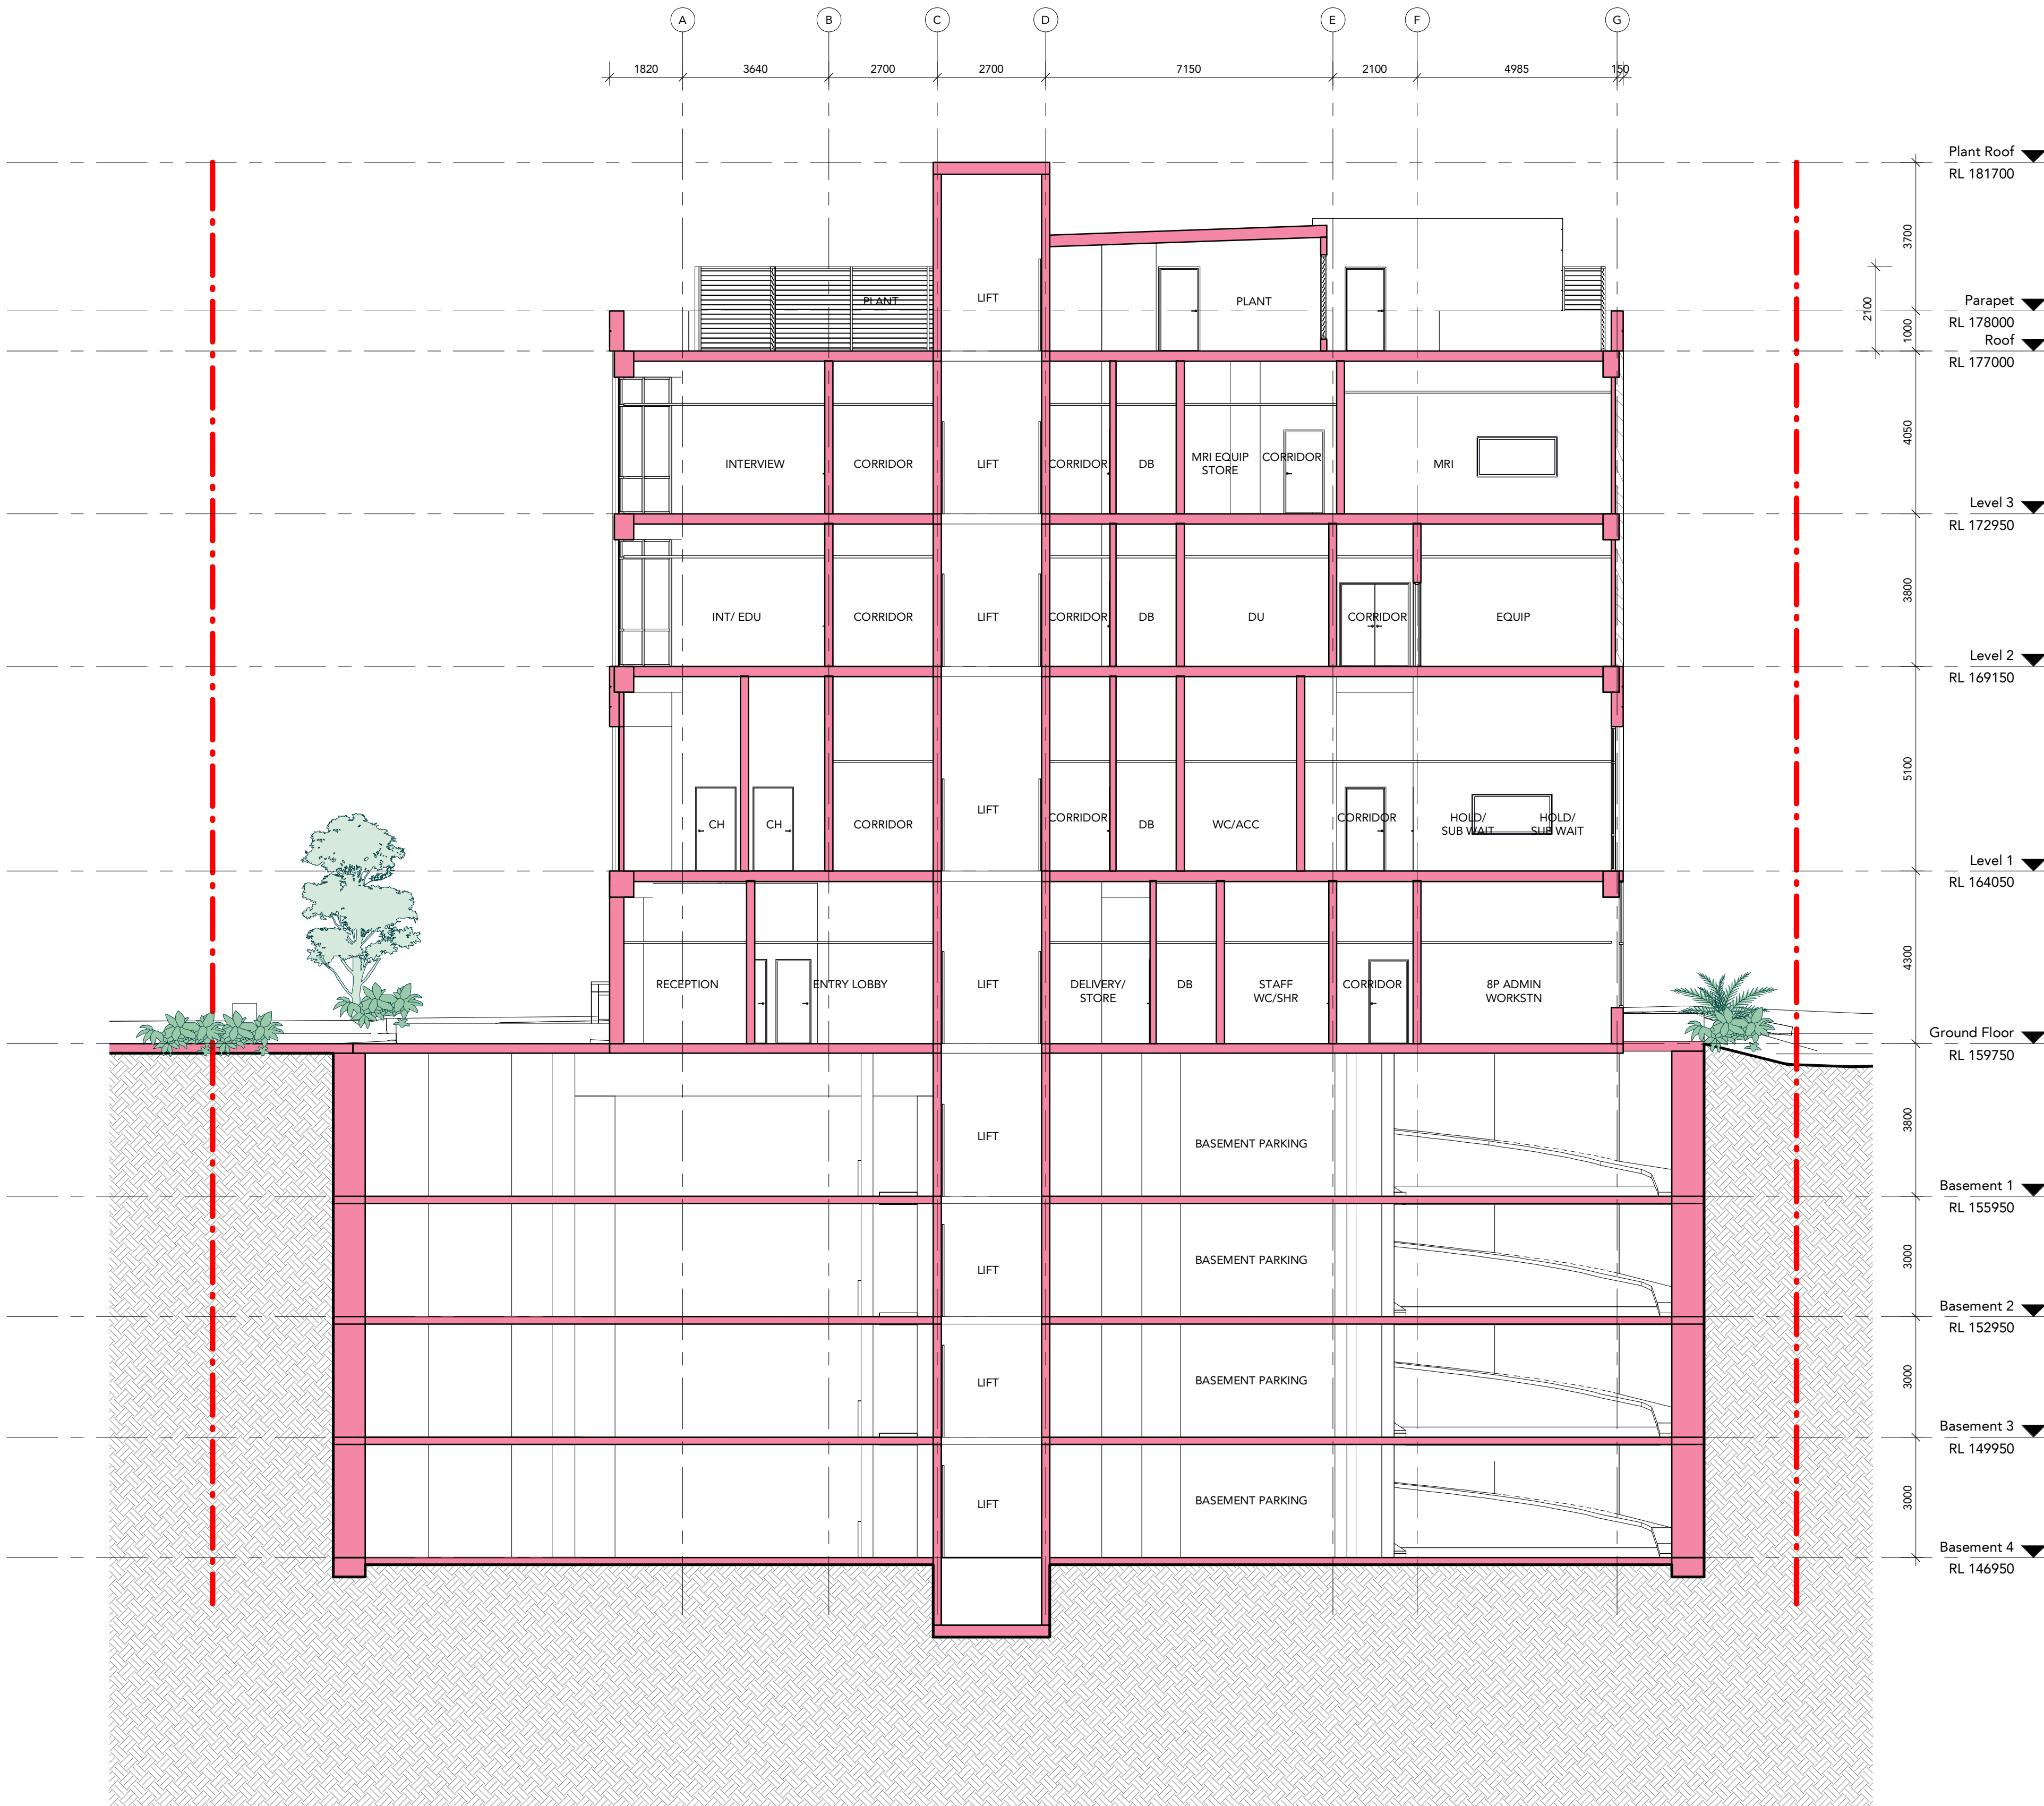 A B C D E F G
1820 3640 2700 2700 7150 2100 4985 150
Plant Roof
RL 181700
3700
2100
PLANT LIFT PLANT
Parapet
RL 178000
1000
Roof
RL 177000
4050
INTERVIEW CORRIDOR LIFT CORRIDOR DB MRI EQUIP
STORE CORRIDOR MRI
Level 3
RL 172950
3800
INT/ EDU CORRIDOR LIFT CORRIDOR DB DU CORRIDOR EQUIP
Level 2
RL 169150
5100
CH CH CORRIDOR LIFT CORRIDOR DB WC/ACC CORRIDOR HOLD/
SUB WAIT HOLD/
SUB WAIT
Level 1
RL 164050
4300
RECEPTION ENTRY LOBBY LIFT DELIVERY/
STORE DB STAFF
WC/SHR CORRIDOR 8P ADMIN
WORKSTN
Ground Floor
RL 159750
3800
LIFT BASEMENT PARKING
Basement 1
RL 155950
3000
LIFT BASEMENT PARKING
Basement 2
RL 152950
3000
LIFT BASEMENT PARKING
Basement 3
RL 149950
3000
LIFT BASEMENT PARKING
Basement 4
RL 146950